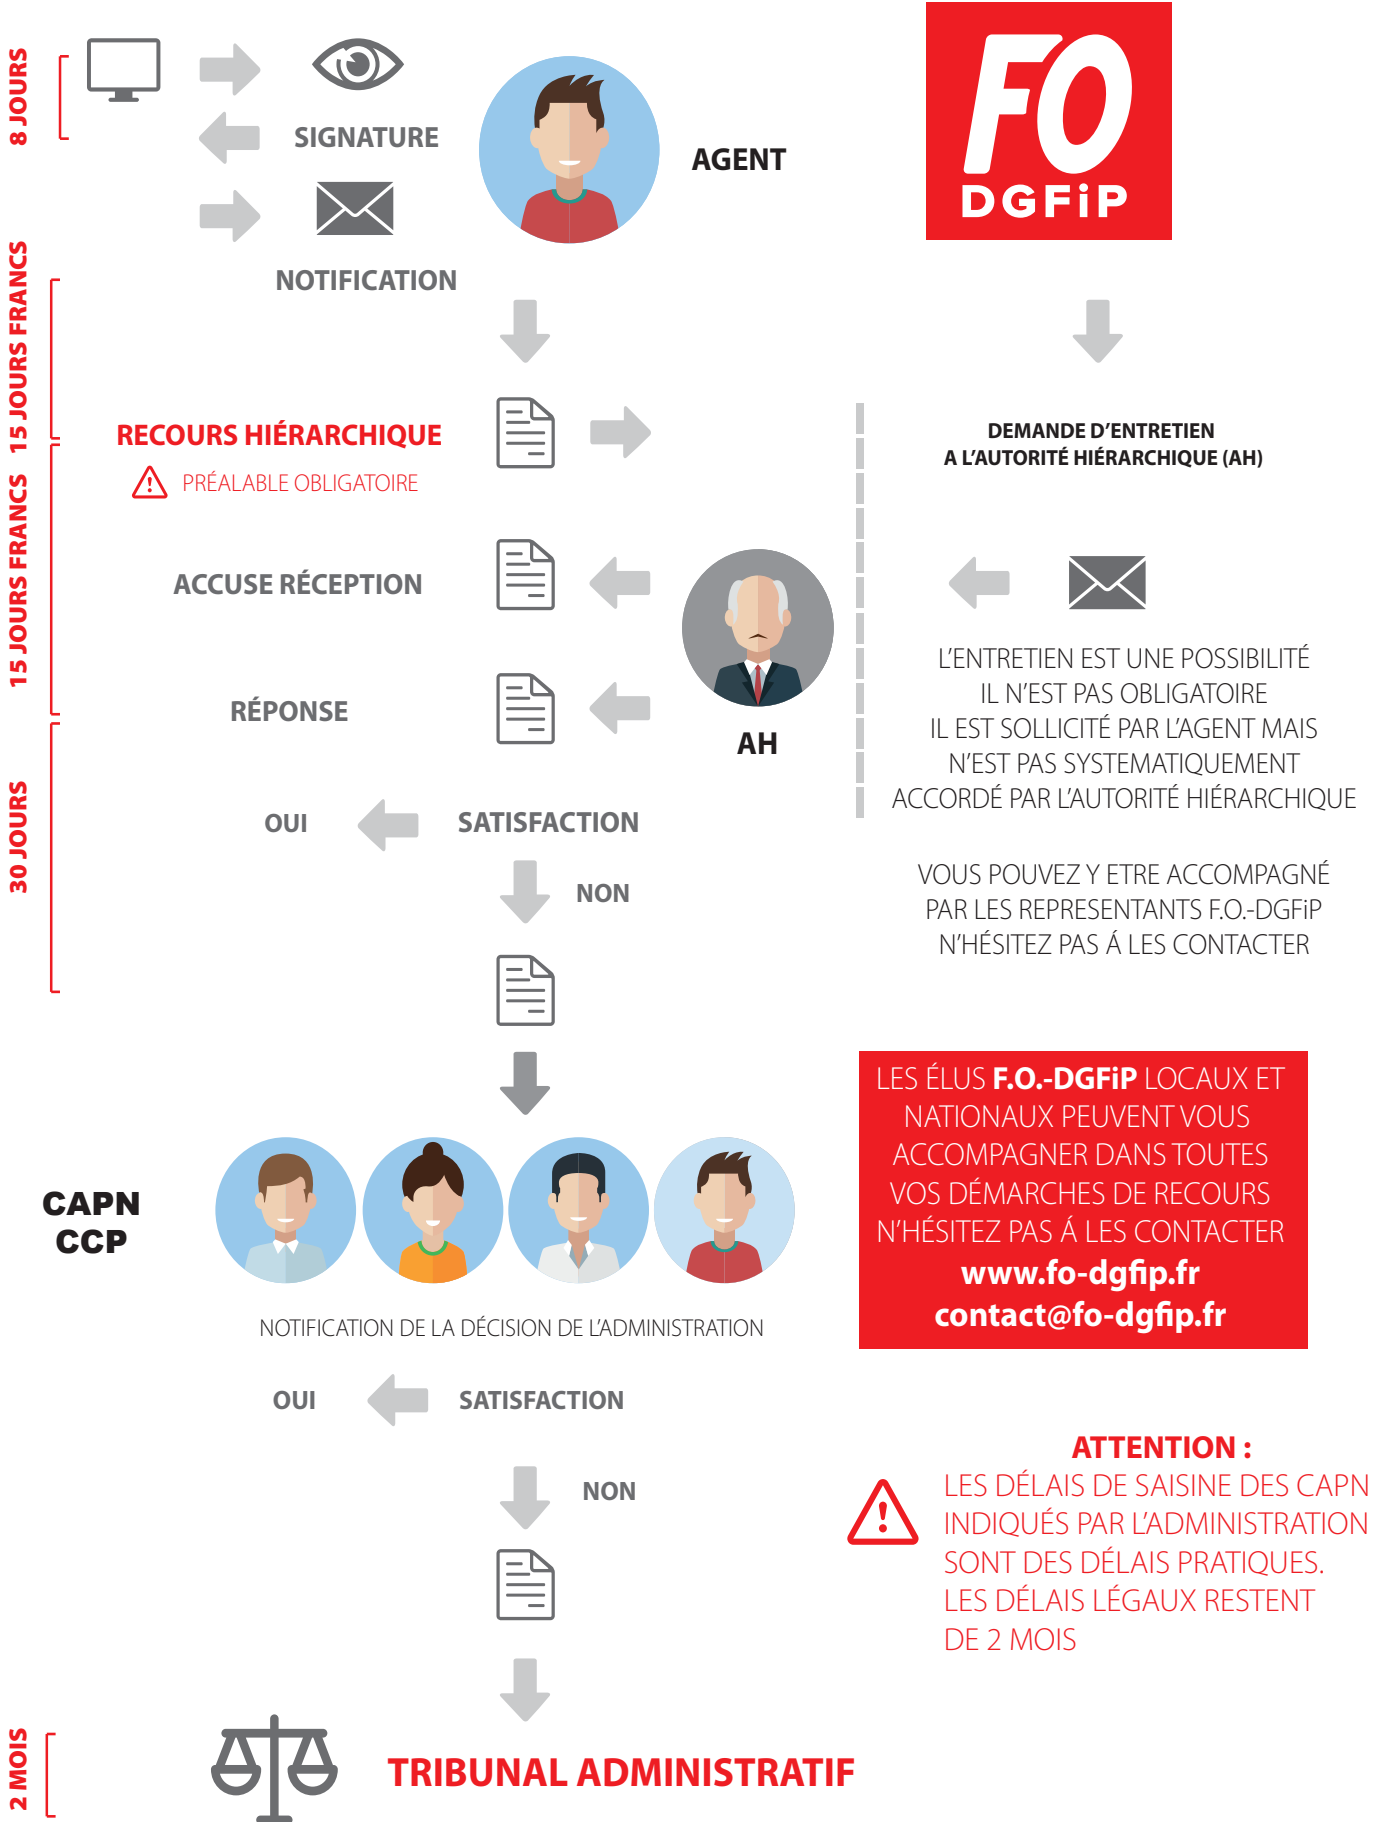 8 JOURS
SIGNATURE
AGENT
FO
DGFiP
NOTIFICATION
15 JOURS FRANCS
RECOURS HIÉRARCHIQUE
PRÉALABLE OBLIGATOIRE
DEMANDE D'ENTRETIEN
A L'AUTORITÉ HIÉRARCHIQUE (AH)
15 JOURS FRANCS
ACCUSE RÉCEPTION
RÉPONSE
AH
L'ENTRETIEN EST UNE POSSIBILITÉ
IL N'EST PAS OBLIGATOIRE
IL EST SOLLICITÉ PAR L'AGENT MAIS
N'EST PAS SYSTEMATIQUEMENT
ACCORDÉ PAR L'AUTORITÉ HIÉRARCHIQUE
30 JOURS
OUI
SATISFACTION
NON
VOUS POUVEZ Y ETRE ACCOMPAGNÉ
PAR LES REPRESENTANTS F.O.-DGFiP
N'HÉSITEZ PAS Á LES CONTACTER
LES ÉLUS F.O.-DGFiP LOCAUX ET
NATIONAUX PEUVENT VOUS
ACCOMPAGNER DANS TOUTES
VOS DÉMARCHES DE RECOURS
N'HÉSITEZ PAS Á LES CONTACTER
www.fo-dgfip.fr
contact@fo-dgfip.fr
CAPN
CCP
NOTIFICATION DE LA DÉCISION DE L'ADMINISTRATION
OUI
SATISFACTION
NON
ATTENTION :
LES DÉLAIS DE SAISINE DES CAPN
INDIQUÉS PAR L'ADMINISTRATION
SONT DES DÉLAIS PRATIQUES.
LES DÉLAIS LÉGAUX RESTENT
DE 2 MOIS
2 MOIS
TRIBUNAL ADMINISTRATIF